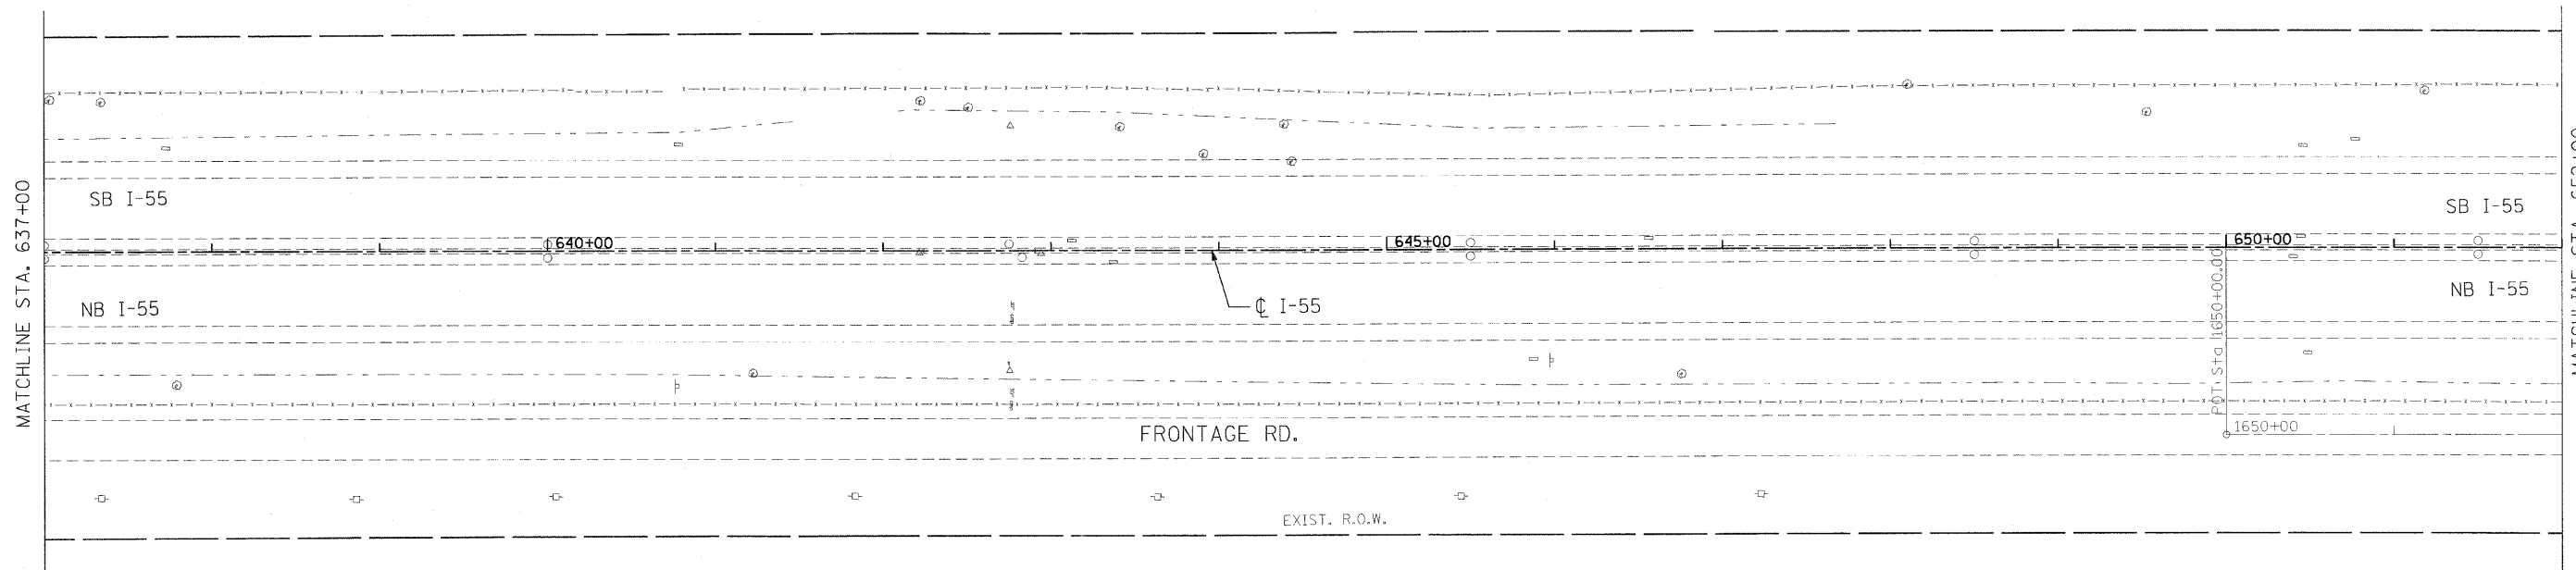 MATCHLINE STA. 637+00
SB I-55
SB I-55
640+00
645+00
650+00
NB I-55
℄ I-55
NB I-55
POT Sta 1650+00.00
1650+00
FRONTAGE RD.
EXIST. R.O.W.